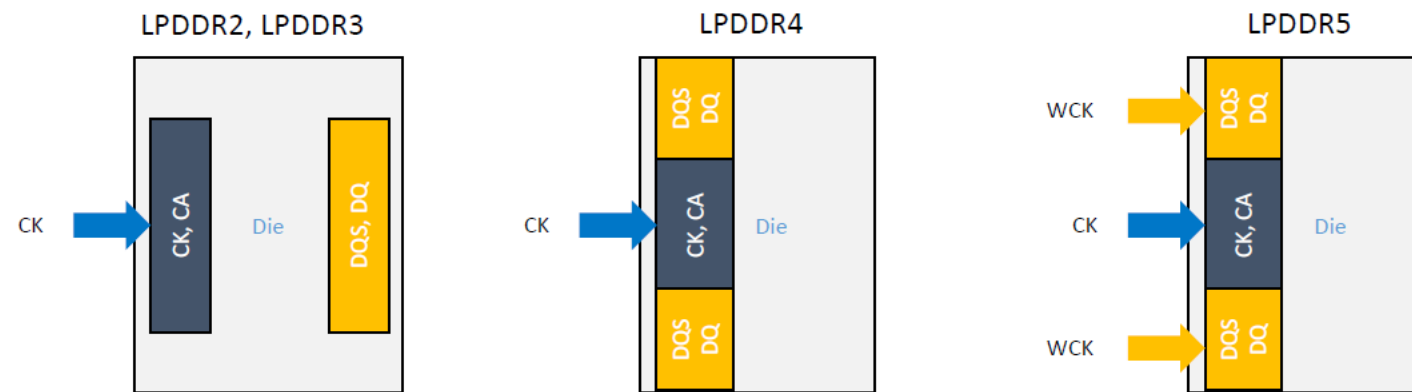 LPDDR2, LPDDR3
CK
CK, CA
Die
DQS, DQ
LPDDR4
CK
DQS
DQ
CK, CA
DQS
DQ
Die
LPDDR5
WCK
CK
WCK
DQS
DQ
CK, CA
DQS
DQ
Die